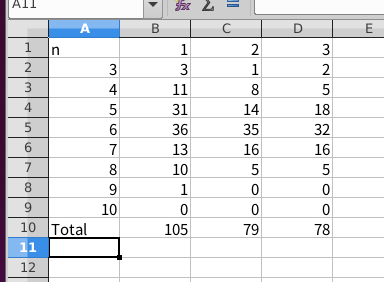 A11
A B C D E
1 n 1 2 3
2 3 3 1 2
3 4 11 8 5
4 5 31 14 18
5 6 36 35 32
6 7 13 16 16
7 8 10 5 5
8 9 1 0 0
9 10 0 0 0
10 Total 105 79 78
11
12